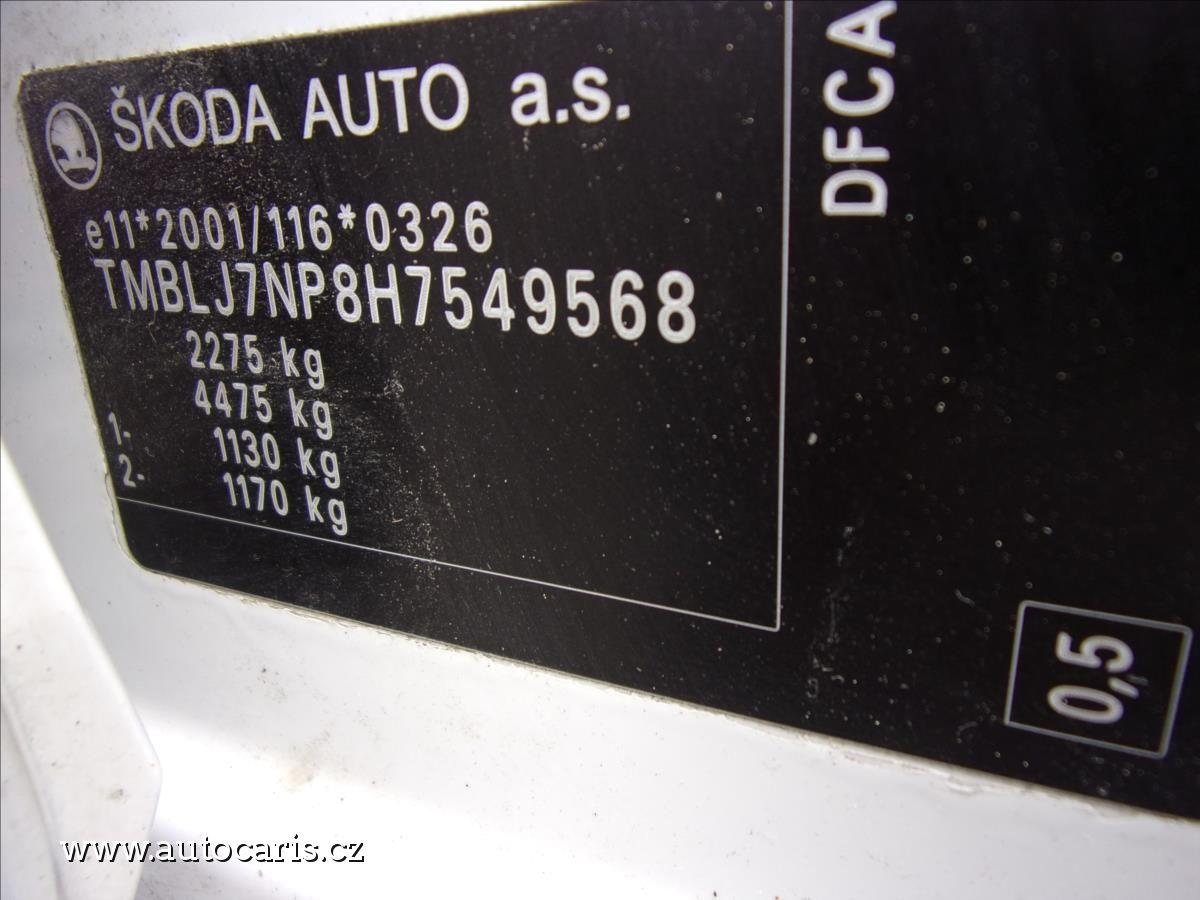 ŠKODA AUTO a.s.
e11*2001/116*0326
TMBLJ7NP8H7549568
2275 kg
4475 kg
1- 1130 kg
2- 1170 kg
DFCA
0,5
www.autocaris.cz